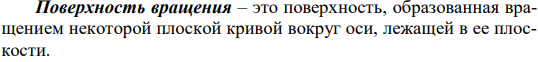 Поверхность вращения – это поверхность, образованная вра-
щением некоторой плоской кривой вокруг оси, лежащей в ее плос-
кости.